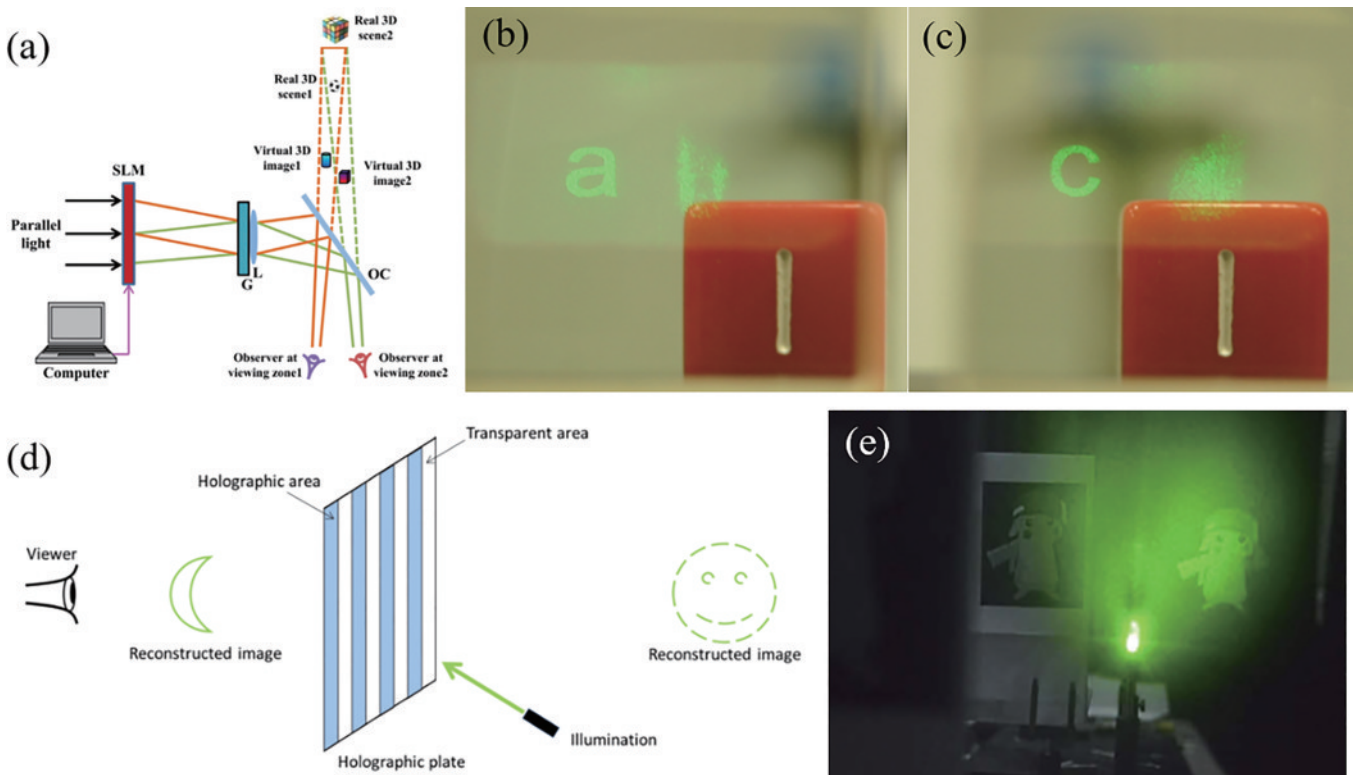 (a)
Real 3D
scene2
Real 3D
scene1
Virtual 3D
image1
Virtual 3D
image2
SLM
Parallel
light
L
G
OC
Computer
Observer at
viewing zone1
Observer at
viewing zone2
(b)
a
b
(c)
c
(d)
Transparent area
Holographic area
Viewer
Reconstructed image
Reconstructed image
Illumination
Holographic plate
(e)